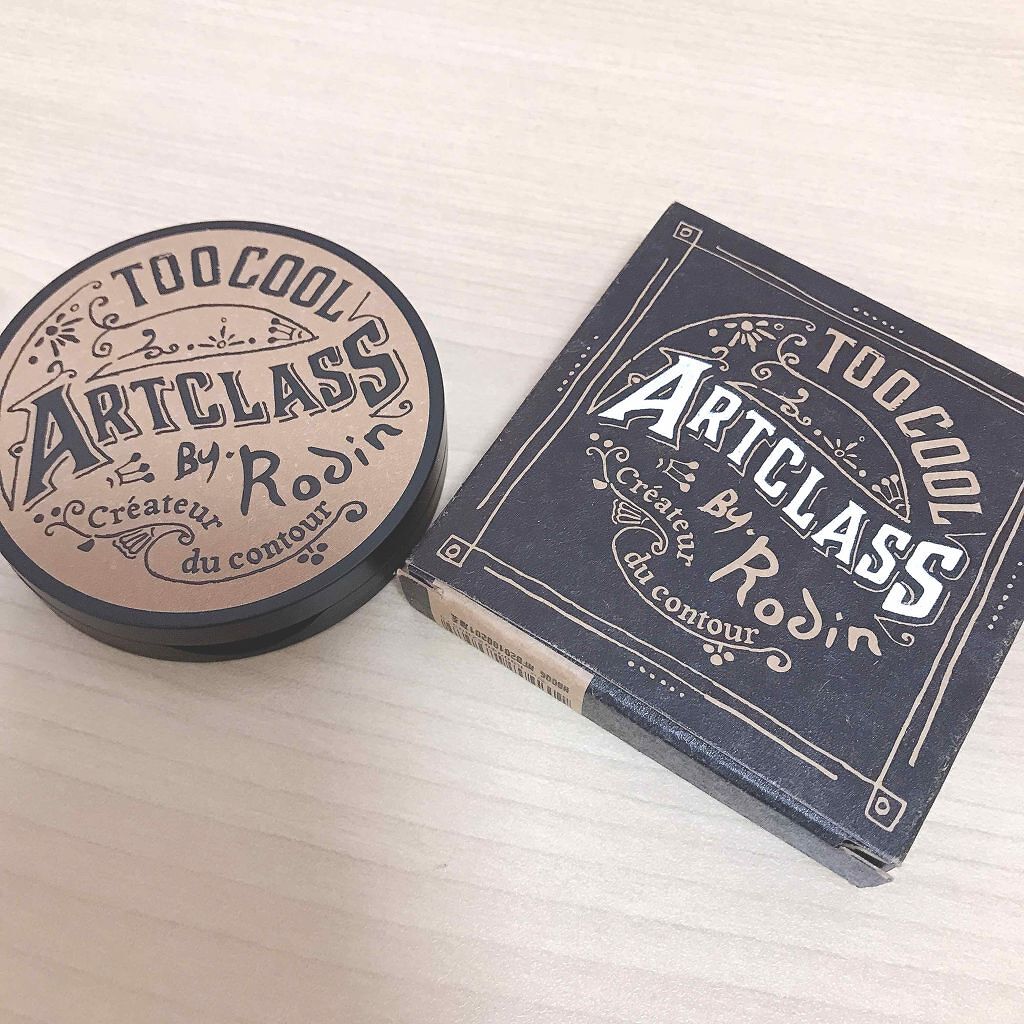 TOO COOL
ARTCLASS
By. Rodin
Créateur
du contour
TOO COOL
ARTCLASS
By. Rodin
Créateur
du contour